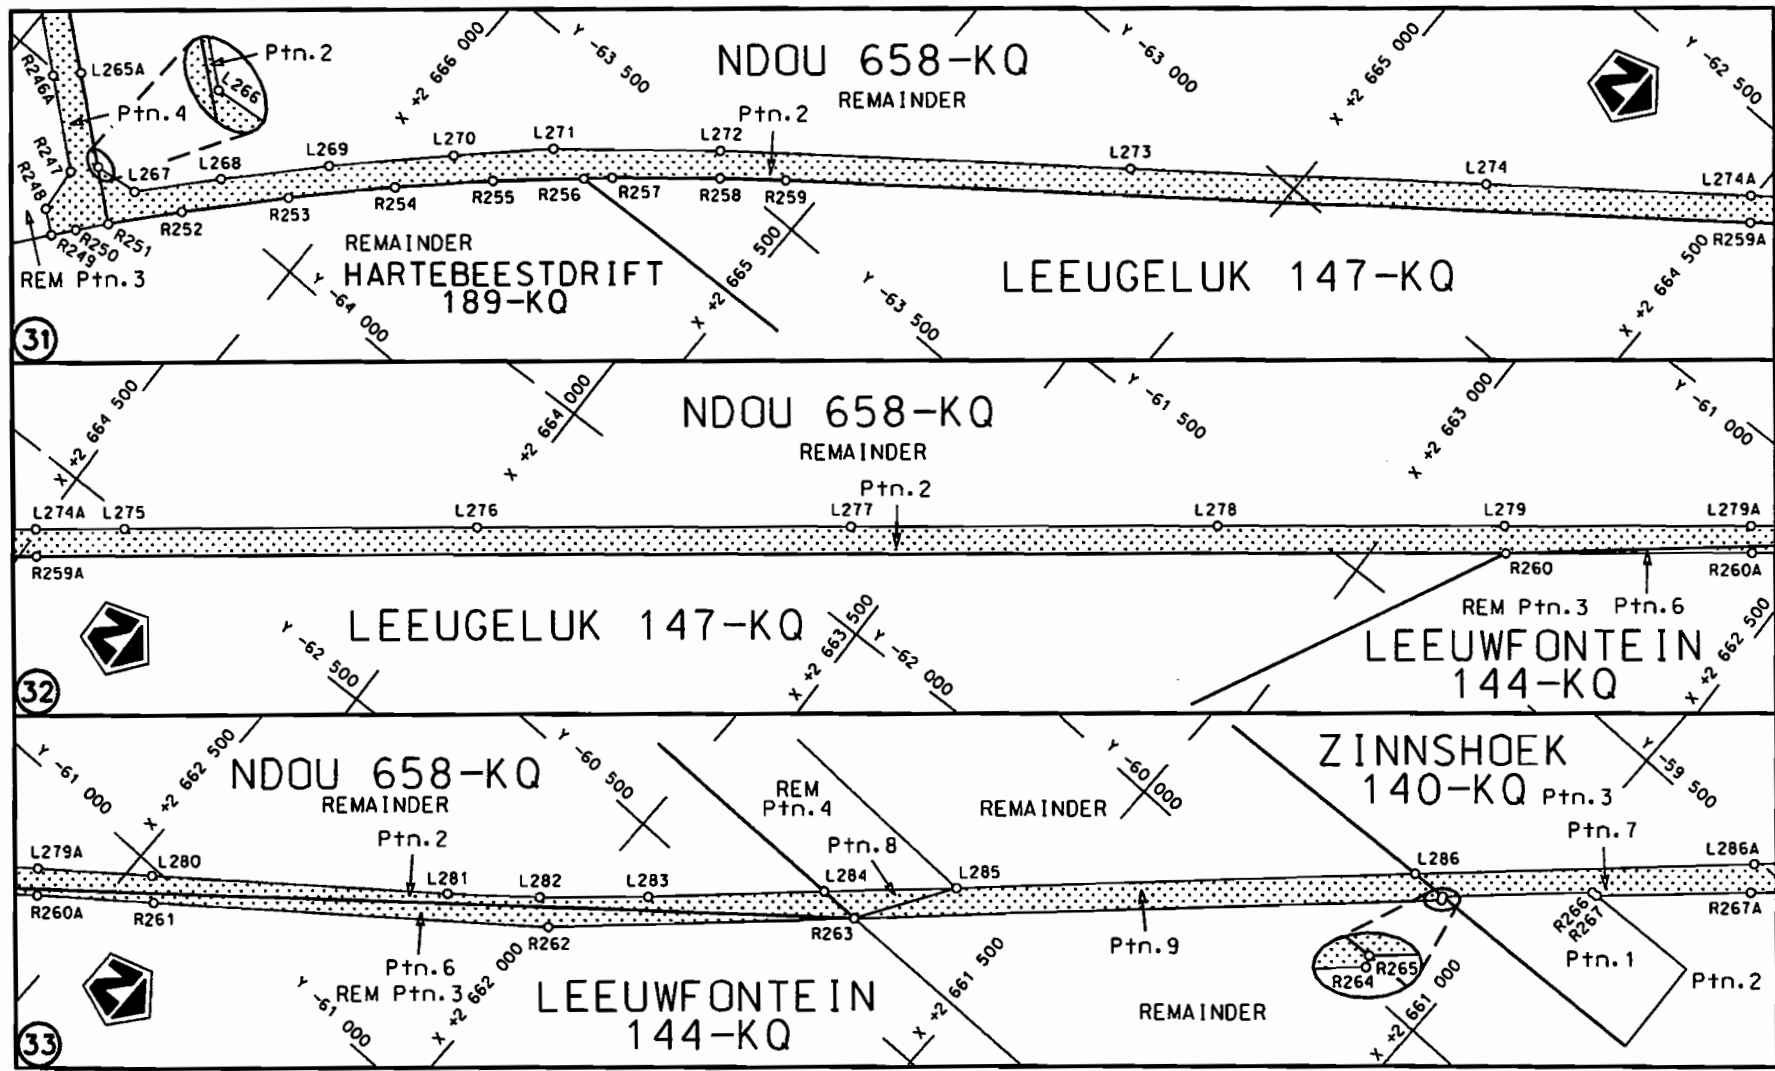 X +2 666 000
Y -63 500
NDOU 658-KQ
REMAINDER
Y -63 000
X +2 665 000
Y -62 500
Ptn.2
L266
R246A
L265A
Ptn.4
Ptn.2
R247
R248
L267
L268
L269
L270
L271
L272
L273
L274
L274A
R249
R250
R251
R252
R253
R254
R255
R256
R257
R258
R259
R259A
REM Ptn.3
REMAINDER
HARTEBEESTDRIFT
189-KQ
LEEUGELUK 147-KQ
Y -64 000
X +2 665 500
Y -63 500
X +2 664 500
31
X +2 664 500
X +2 664 000
NDOU 658-KQ
REMAINDER
Y -61 500
X +2 663 000
Y -61 000
Ptn.2
L274A
L275
L276
L277
L278
L279
L279A
R259A
R260
R260A
REM Ptn.3
Ptn.6
LEEUGELUK 147-KQ
LEEUWFONTEIN
144-KQ
Y -62 500
X +2 663 500
Y -62 000
X +2 662 500
32
Y -61 000
X +2 662 500
NDOU 658-KQ
REMAINDER
Y -60 500
REM
Ptn.4
REMAINDER
Y -60 000
ZINNSHOEK
140-KQ
Ptn.3
Y -59 500
Ptn.2
Ptn.8
Ptn.7
L279A
L280
L281
L282
L283
L284
L285
L286
L286A
R260A
R261
R262
R263
R266
R267
R267A
Ptn.6
REM Ptn.3
Ptn.9
R264
R265
Ptn.1
Ptn.2
LEEUWFONTEIN
144-KQ
REMAINDER
Y -61 000
X +2 662 000
X +2 661 500
X +2 661 000
33